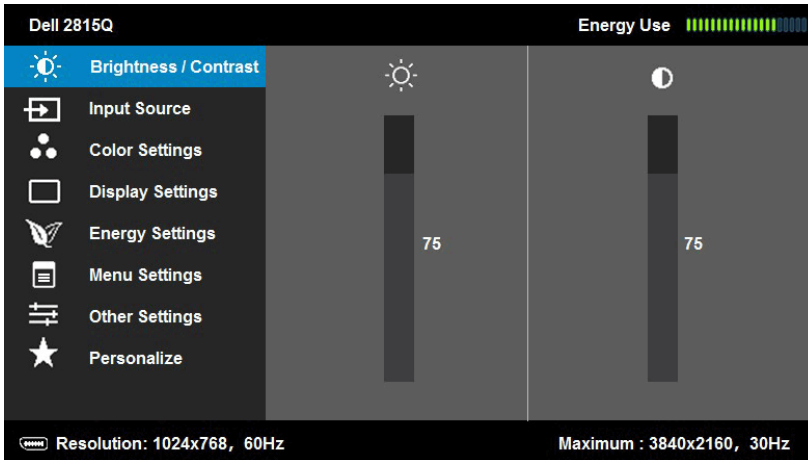 Dell 2815Q Energy Use
Brightness / Contrast
Input Source
Color Settings
Display Settings
Energy Settings
75 75
Menu Settings
Other Settings
Personalize
Resolution: 1024x768, 60Hz Maximum : 3840x2160, 30Hz